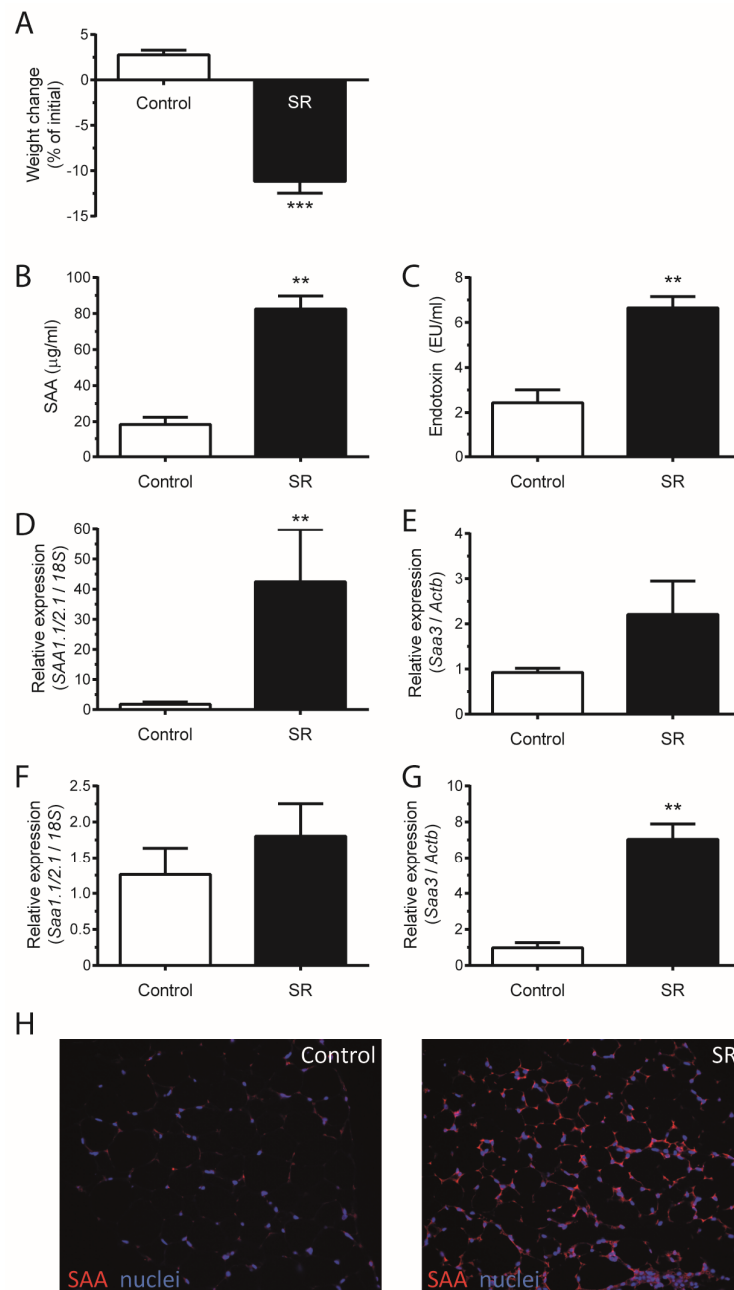 A
Weight change
(% of initial)
5
0
-5
-10
-15
Control
SR
***
B
SAA (µg/ml)
100
80
60
40
20
0
**
Control
SR
C
Endotoxin (EU/ml)
8
6
4
2
0
**
Control
SR
D
Relative expression
(SAA1.1/2.1 / 18S)
60
50
40
30
20
10
0
**
Control
SR
E
Relative expression
(Saa3 / Actb)
4
3
2
1
0
Control
SR
F
Relative expression
(Saa1.1/2.1 / 18S)
2.5
2.0
1.5
1.0
0.5
0.0
Control
SR
G
Relative expression
(Saa3 / Actb)
10
8
6
4
2
0
**
Control
SR
H
Control
SAA nuclei
SR
SAA nuclei